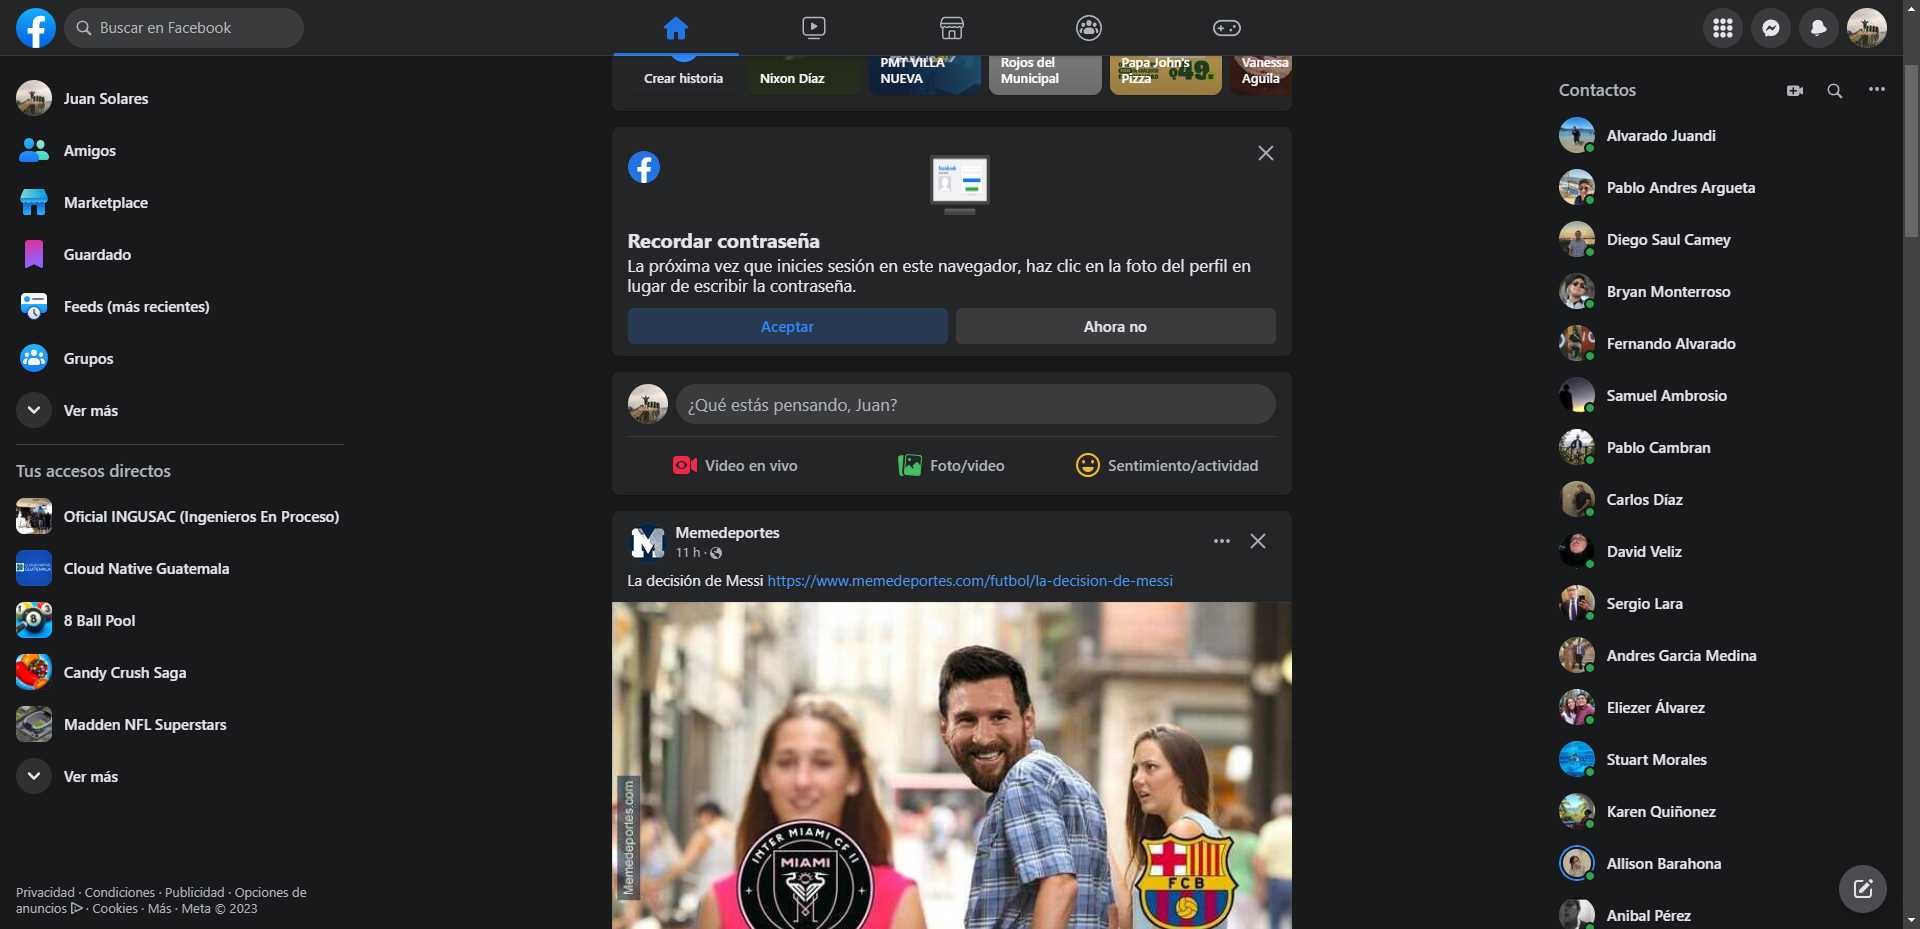 Buscar en Facebook
Juan Solares
Amigos
Marketplace
Guardado
Feeds (más recientes)
Grupos
Ver más
Tus accesos directos
Oficial INGUSAC (Ingenieros En Proceso)
Cloud Native Guatemala
8 Ball Pool
Candy Crush Saga
Madden NFL Superstars
Ver más
Privacidad · Condiciones · Publicidad · Opciones de
anuncios · Cookies · Más · Meta © 2023
Crear historia
Nixon Díaz
PMT VILLA
NUEVA
Rojos del
Municipal
Papa John's
Pizza
Q49.
Vanessa
Aguila
Recordar contraseña
La próxima vez que inicies sesión en este navegador, haz clic en la foto del perfil en
lugar de escribir la contraseña.
Aceptar
Ahora no
¿Qué estás pensando, Juan?
Video en vivo
Foto/video
Sentimiento/actividad
Memedeportes
11 h ·
La decisión de Messi https://www.memedeportes.com/futbol/la-decision-de-messi
Memedeportes.com
INTER MIAMI CF II
MIAMI
FCB
Contactos
Alvarado Juandi
Pablo Andres Argueta
Diego Saul Camey
Bryan Monterroso
Fernando Alvarado
Samuel Ambrosio
Pablo Cambran
Carlos Díaz
David Veliz
Sergio Lara
Andres Garcia Medina
Eliezer Álvarez
Stuart Morales
Karen Quiñonez
Allison Barahona
Anibal Pérez